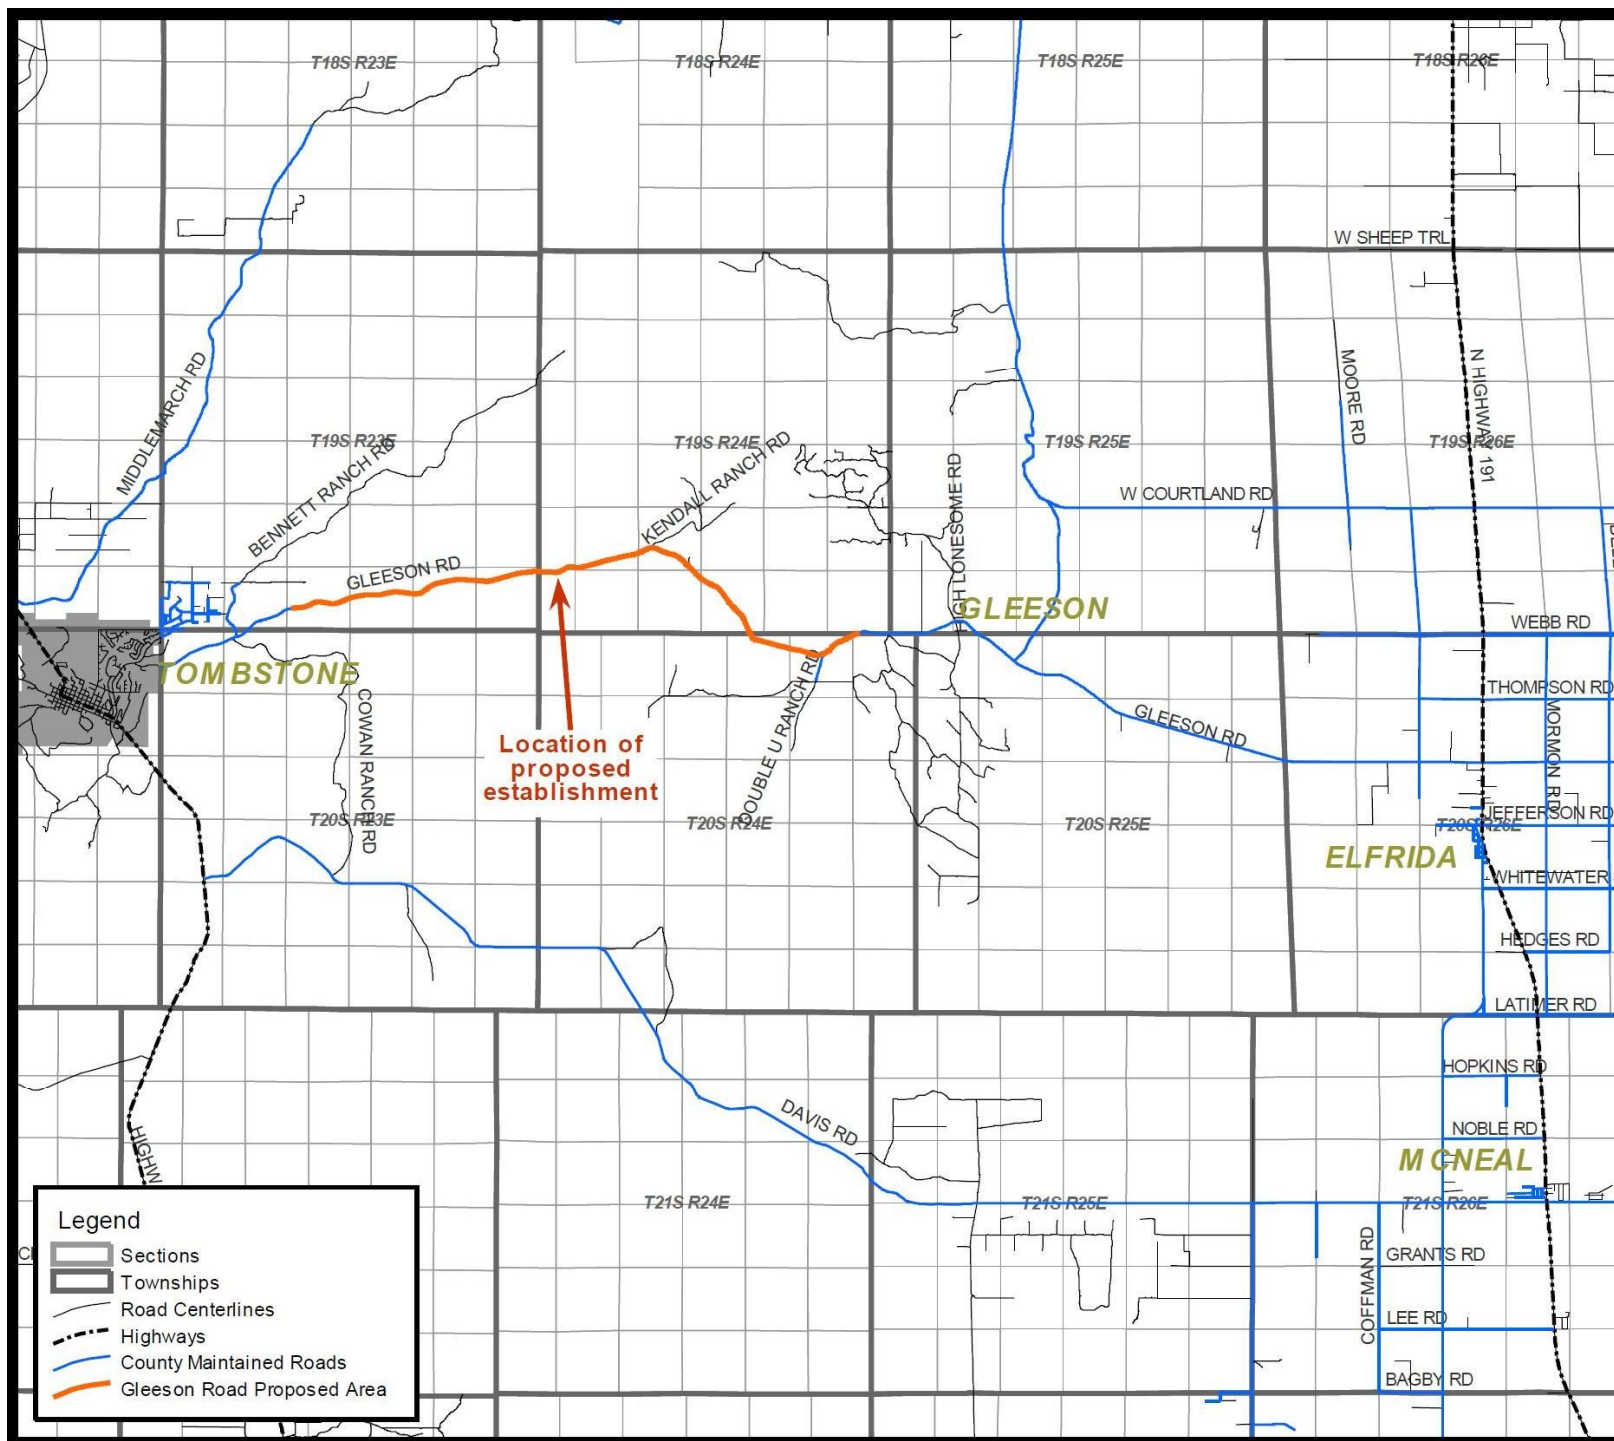 T18S R23E
T18S R24E
T18S R25E
T18S R26E
W SHEEP TRL
MIDDLEMARCH RD
MOORE RD
N HIGHWAY 191
T19S R23E
T19S R24E
T19S R25E
T19S R26E
BENNETT RANCH RD
KENDALL RANCH RD
HIGH LONESOME RD
W COURTLAND RD
GLEESON RD
GLEESON
WEBB RD
TOMBSTONE
COWAN RANCH RD
DOUBLE U RANCH RD
THOMPSON RD
MORMON RD
GLEESON RD
Location of
proposed
establishment
T20S R23E
T20S R24E
T20S R25E
T20S R26E
JEFFERSON RD
ELFRIDA
WHITEWATER
HEDGES RD
LATIMER RD
HOPKINS RD
DAVIS RD
NOBLE RD
MCNEAL
HIGHW
T21S R24E
T21S R25E
T21S R26E
COFFMAN RD
GRANTS RD
LEE RD
BAGBY RD
Legend
Sections
Townships
Road Centerlines
Highways
County Maintained Roads
Gleeson Road Proposed Area